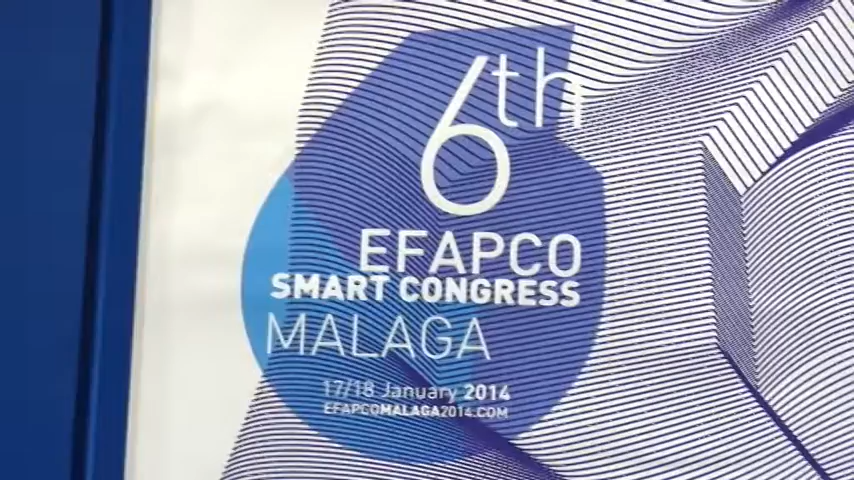 6th
EFAPCO
SMART CONGRESS
MALAGA
17/18 January 2014
EFAPCOMALAGA2014.COM